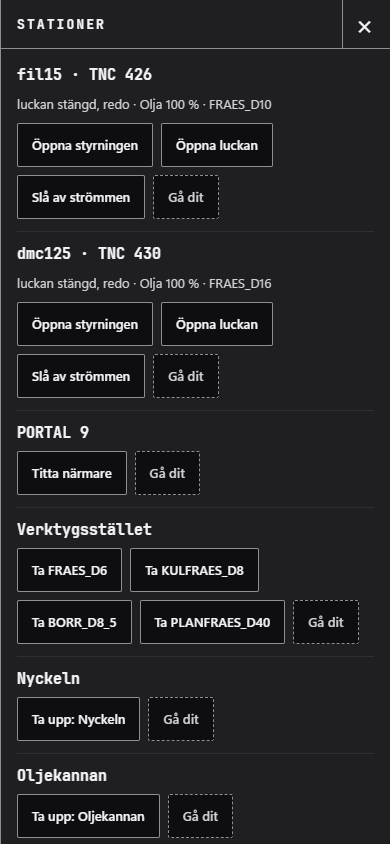 STATIONER ×
fil15 · TNC 426
luckan stängd, redo · Olja 100 % · FRAES_D10
Öppna styrningen Öppna luckan
Slå av strömmen Gå dit
dmc125 · TNC 430
luckan stängd, redo · Olja 100 % · FRAES_D16
Öppna styrningen Öppna luckan
Slå av strömmen Gå dit
PORTAL 9
Titta närmare Gå dit
Verktygsstället
Ta FRAES_D6 Ta KULFRAES_D8
Ta BORR_D8_5 Ta PLANFRAES_D40 Gå dit
Nyckeln
Ta upp: Nyckeln Gå dit
Oljekannan
Ta upp: Oljekannan Gå dit